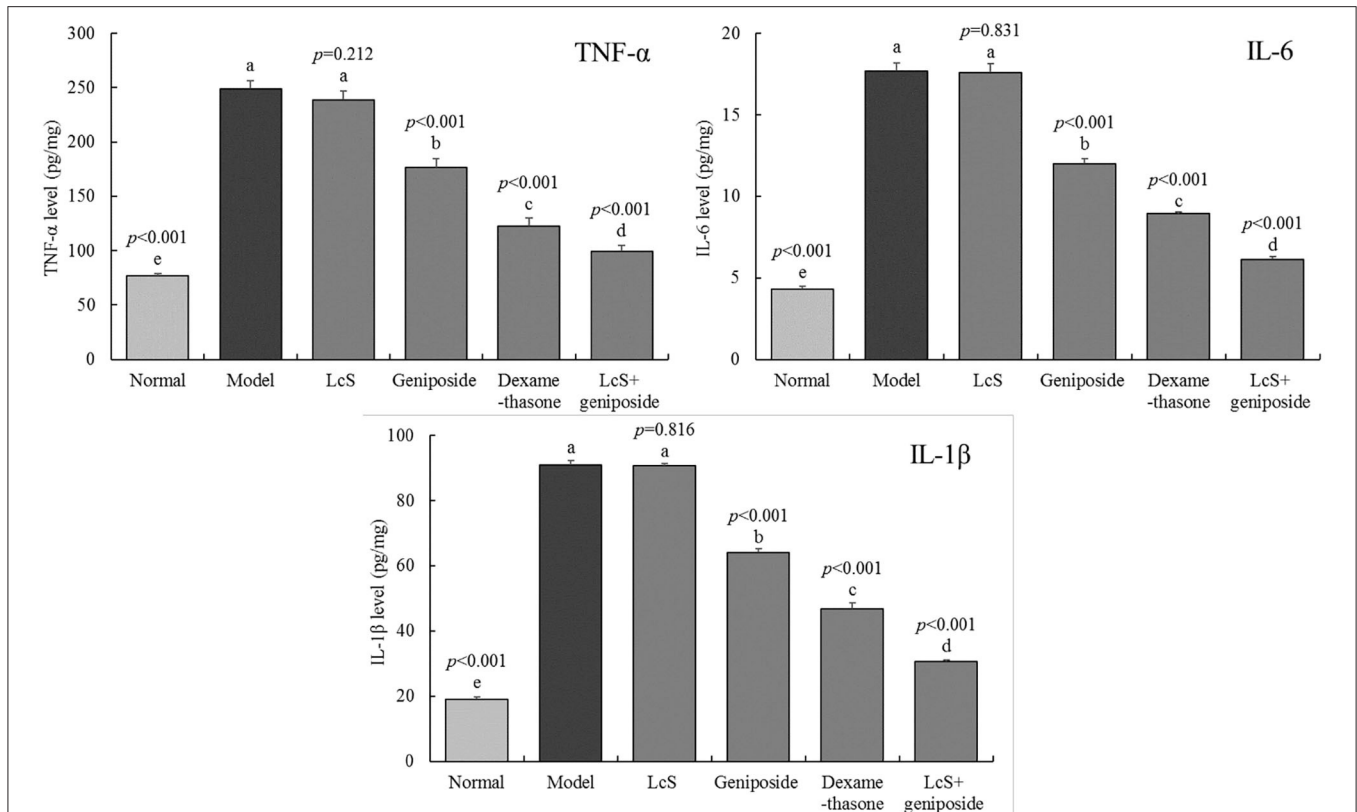 TNF-α
TNF-α level (pg/mg)
300
250
200
150
100
50
0
p<0.001
e
a
p=0.212
a
p<0.001
b
p<0.001
c
p<0.001
d
Normal
Model
LcS
Geniposide
Dexame
-thasone
LcS+
geniposide
IL-6
IL-6 level (pg/mg)
20
15
10
5
0
p<0.001
e
a
p=0.831
a
p<0.001
b
p<0.001
c
p<0.001
d
Normal
Model
LcS
Geniposide
Dexame
-thasone
LcS+
geniposide
IL-1β
IL-1β level (pg/mg)
100
80
60
40
20
0
p<0.001
e
a
p=0.816
a
p<0.001
b
p<0.001
c
p<0.001
d
Normal
Model
LcS
Geniposide
Dexame
-thasone
LcS+
geniposide